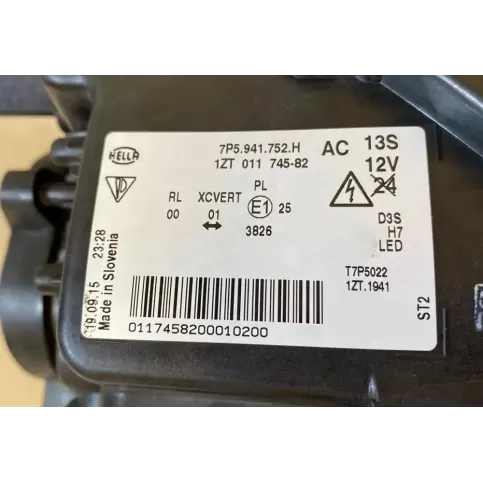 HELLA
7P5.941.752.H
1ZT 011 745-82
AC 13S
12V
24
RL XCVERT PL
00 01 E1 25
3826
D3S
H7
LED
T7P5022
1ZT.1941
ST2
0117458200010200
19.09.15 23:28
Made in Slovenia